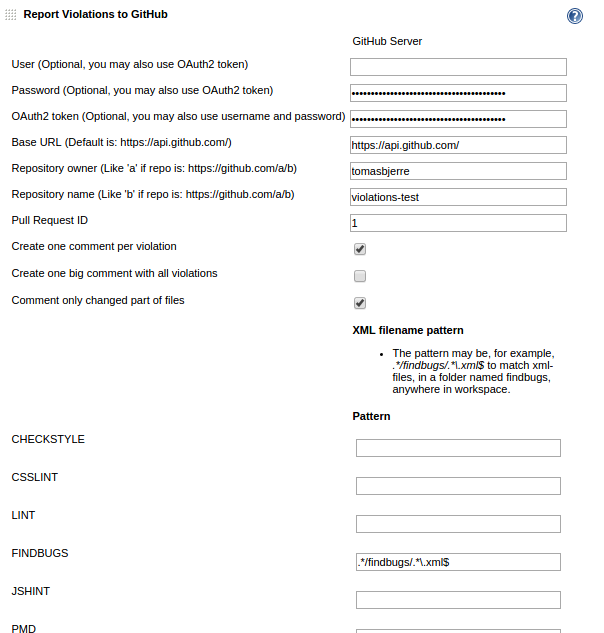 Report Violations to GitHub
GitHub Server
User (Optional, you may also use OAuth2 token)
Password (Optional, you may also use OAuth2 token)
OAuth2 token (Optional, you may also use username and password)
Base URL (Default is: https://api.github.com/)
https://api.github.com/
Repository owner (Like 'a' if repo is: https://github.com/a/b)
tomasbjerre
Repository name (Like 'b' if repo is: https://github.com/a/b)
violations-test
Pull Request ID
1
Create one comment per violation
Create one big comment with all violations
Comment only changed part of files
XML filename pattern
• The pattern may be, for example,
.*/findbugs/.*\.xml$ to match xml-
files, in a folder named findbugs,
anywhere in workspace.
Pattern
CHECKSTYLE
CSSLINT
LINT
FINDBUGS
.*/findbugs/.*\.xml$
JSHINT
PMD